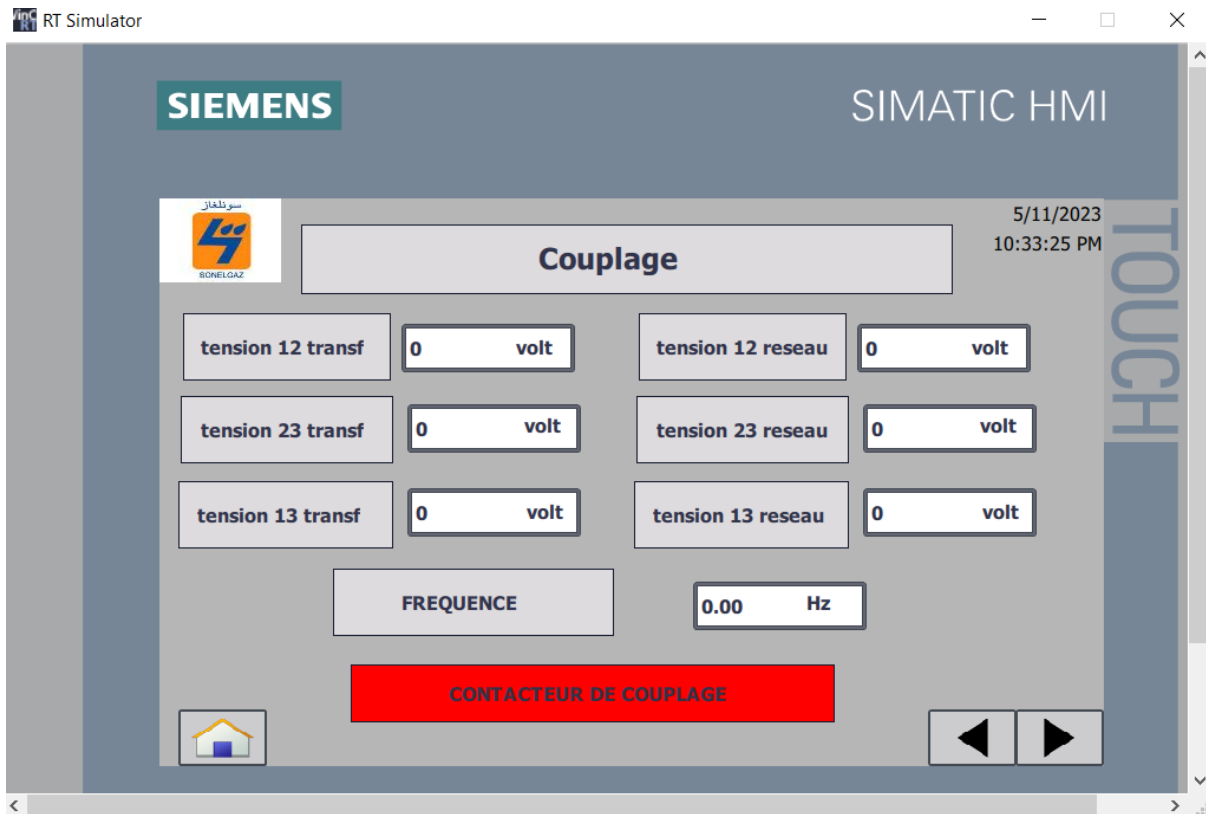 RT Simulator
SIEMENS
SIMATIC HMI
TOUCH
سونلغاز
SONELGAZ
5/11/2023
10:33:25 PM
Couplage
tension 12 transf 0 volt tension 12 reseau 0 volt
tension 23 transf 0 volt tension 23 reseau 0 volt
tension 13 transf 0 volt tension 13 reseau 0 volt
FREQUENCE 0.00 Hz
CONTACTEUR DE COUPLAGE